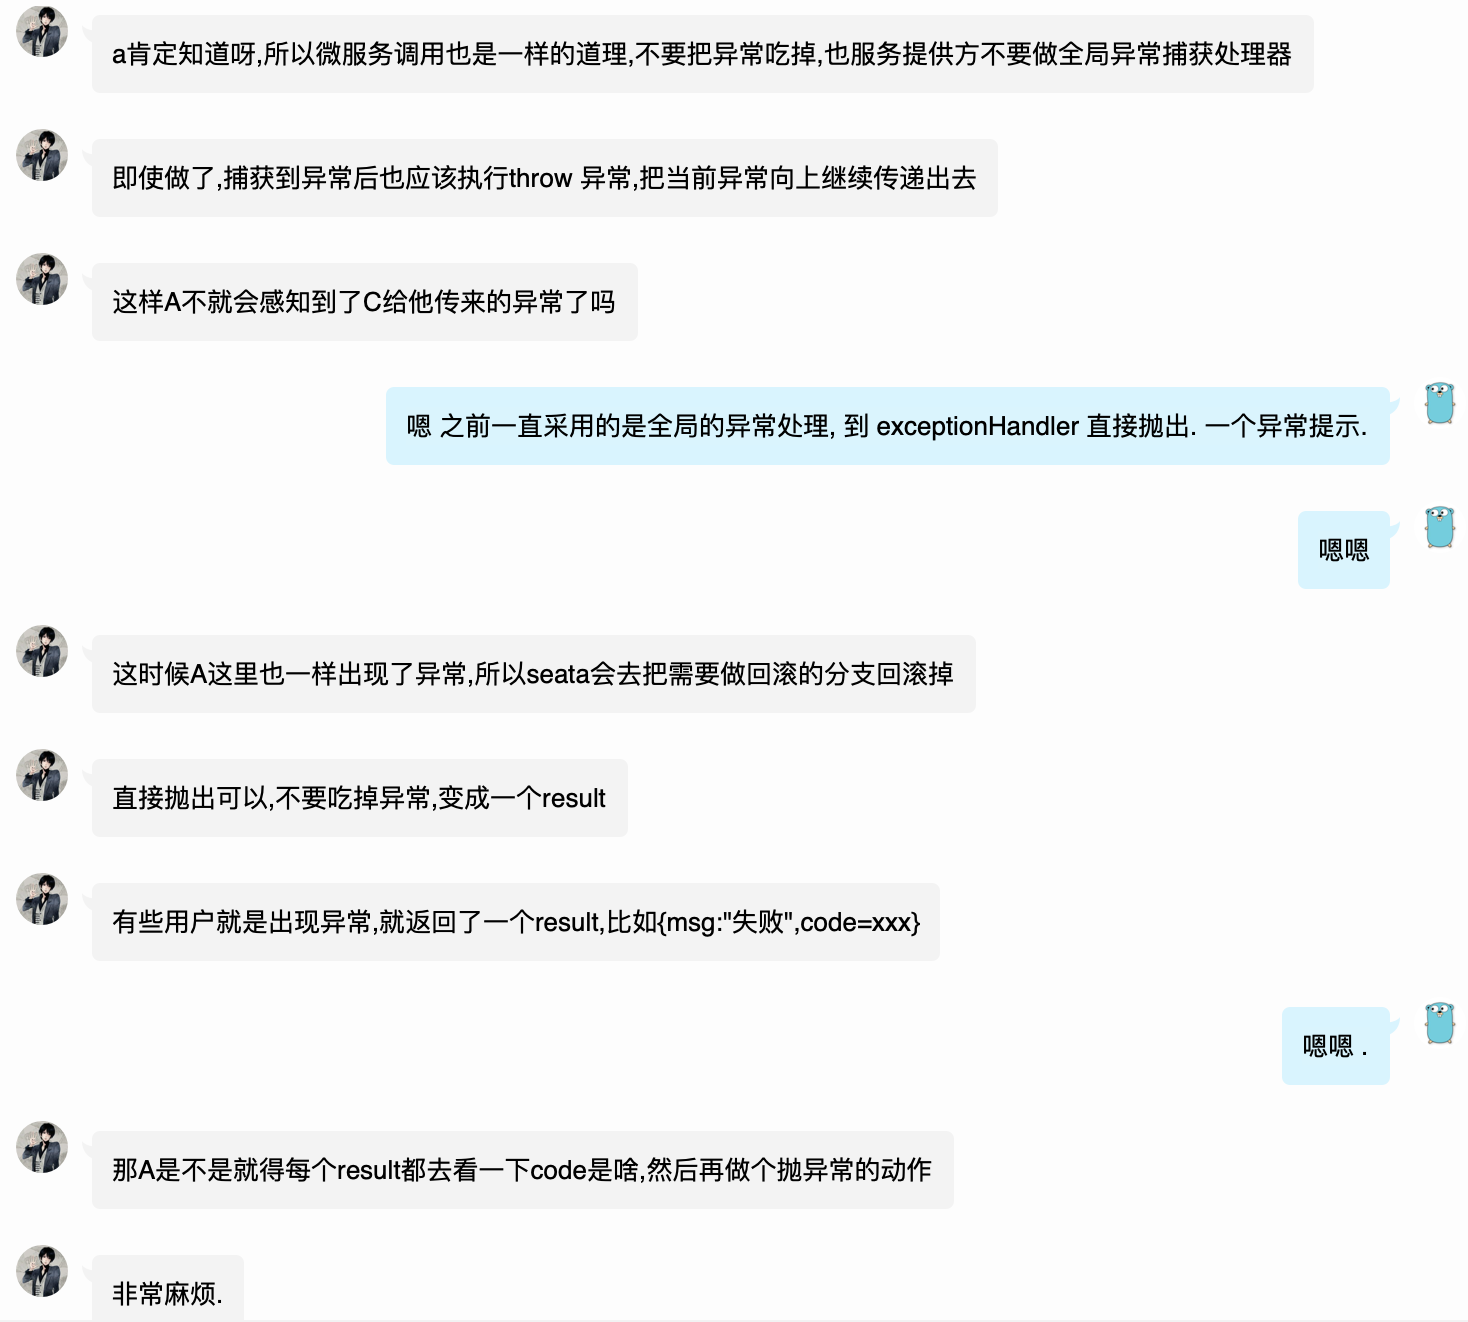 a肯定知道呀,所以微服务调用也是一样的道理,不要把异常吃掉,也服务提供方不要做全局异常捕获处理器
即使做了,捕获到异常后也应该执行throw 异常,把当前异常向上继续传递出去
这样A不就会感知到了C给他传来的异常了吗
嗯 之前一直采用的是全局的异常处理, 到 exceptionHandler 直接抛出. 一个异常提示.
嗯嗯
这时候A这里也一样出现了异常,所以seata会去把需要做回滚的分支回滚掉
直接抛出可以,不要吃掉异常,变成一个result
有些用户就是出现异常,就返回了一个result,比如{msg:"失败",code=xxx}
嗯嗯 .
那A是不是就得每个result都去看一下code是啥,然后再做个抛异常的动作
非常麻烦.